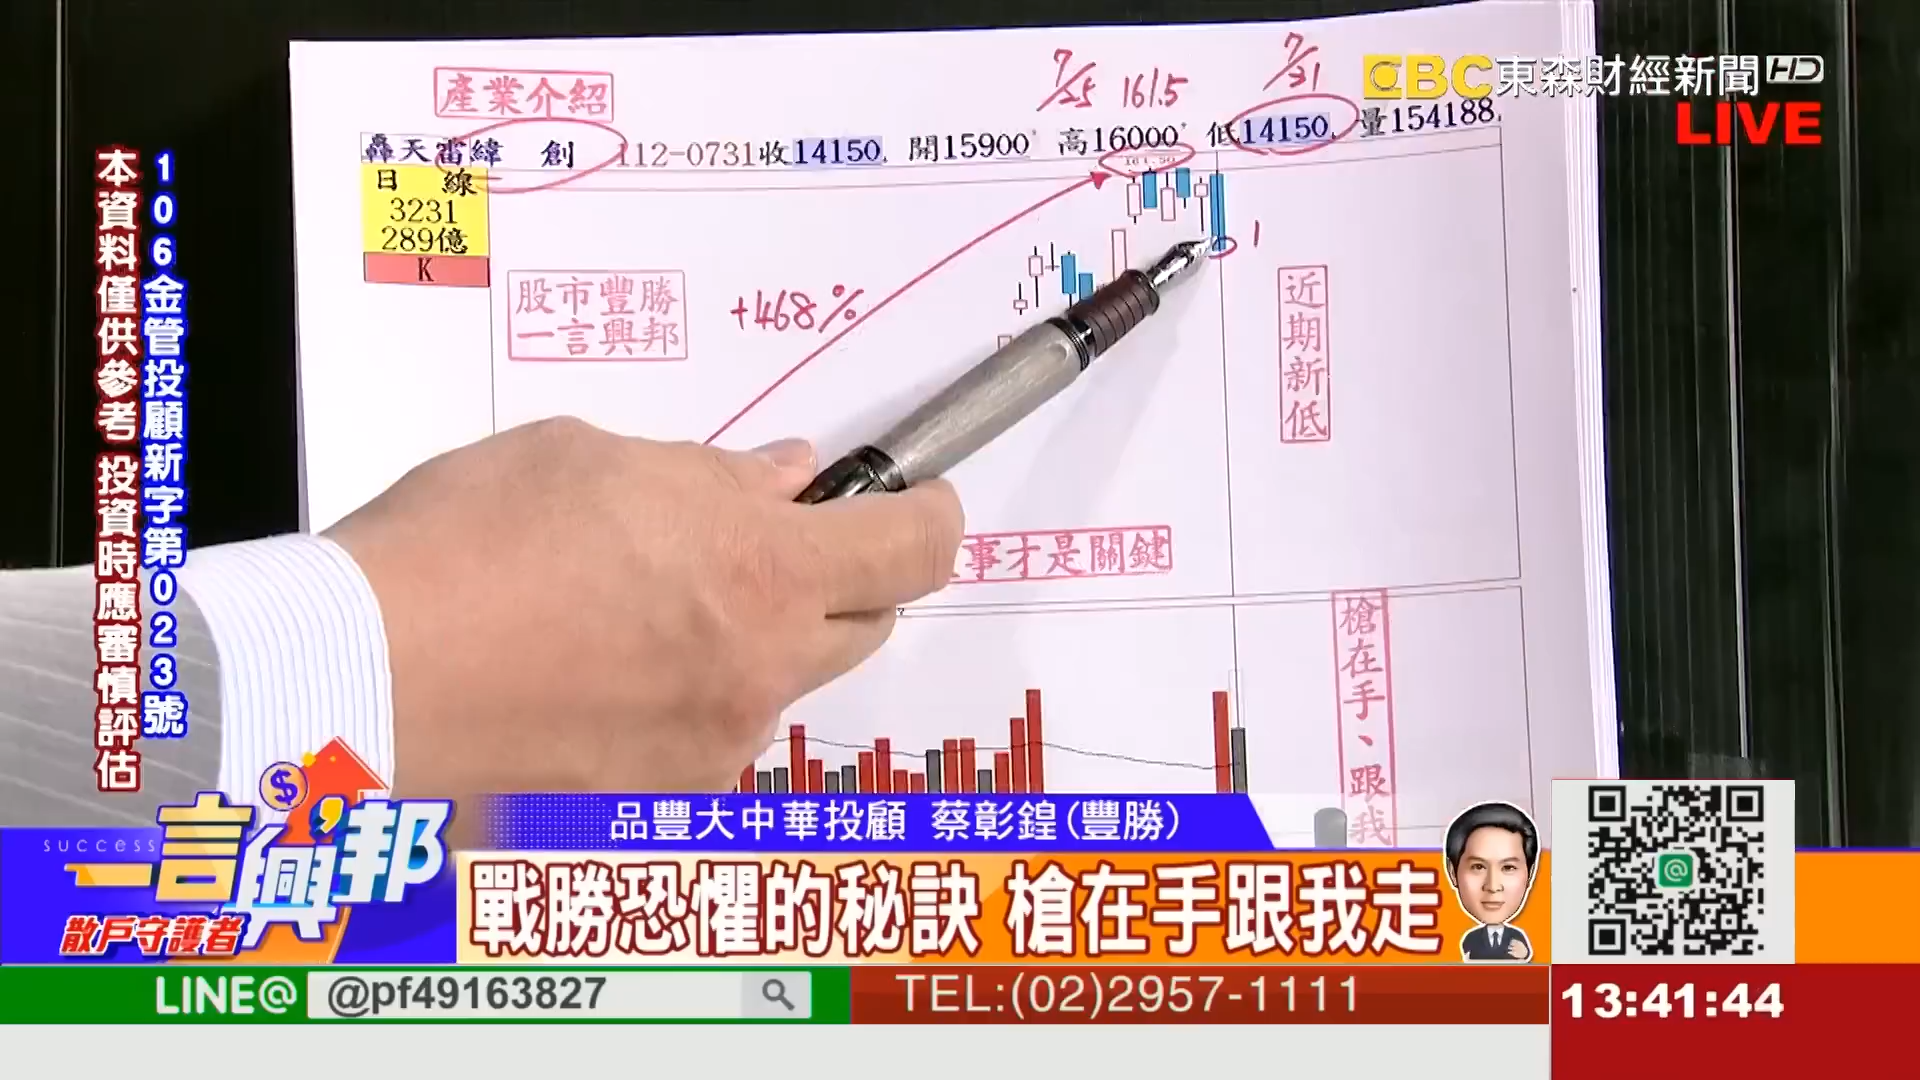 EBC東森財經新聞HD
LIVE
7/25 161.5
7/31
產業介紹
轟天雷緯 創 112-0731收14150. 開15900 高16000 低14150. 量154188.
161.50
日 線
3231
289億
K
股市豐勝
一言興邦
+468%
1
近期新低
事才是關鍵
槍在手、跟我
106金管投顧新字第023號
本資料僅供參考 投資時應審慎評估
success
一言興邦
散戶守護者
品豐大中華投顧 蔡彰鍠(豐勝)
戰勝恐懼的秘訣 槍在手跟我走
LINE@ @pf49163827
TEL:(02)2957-1111
13:41:44